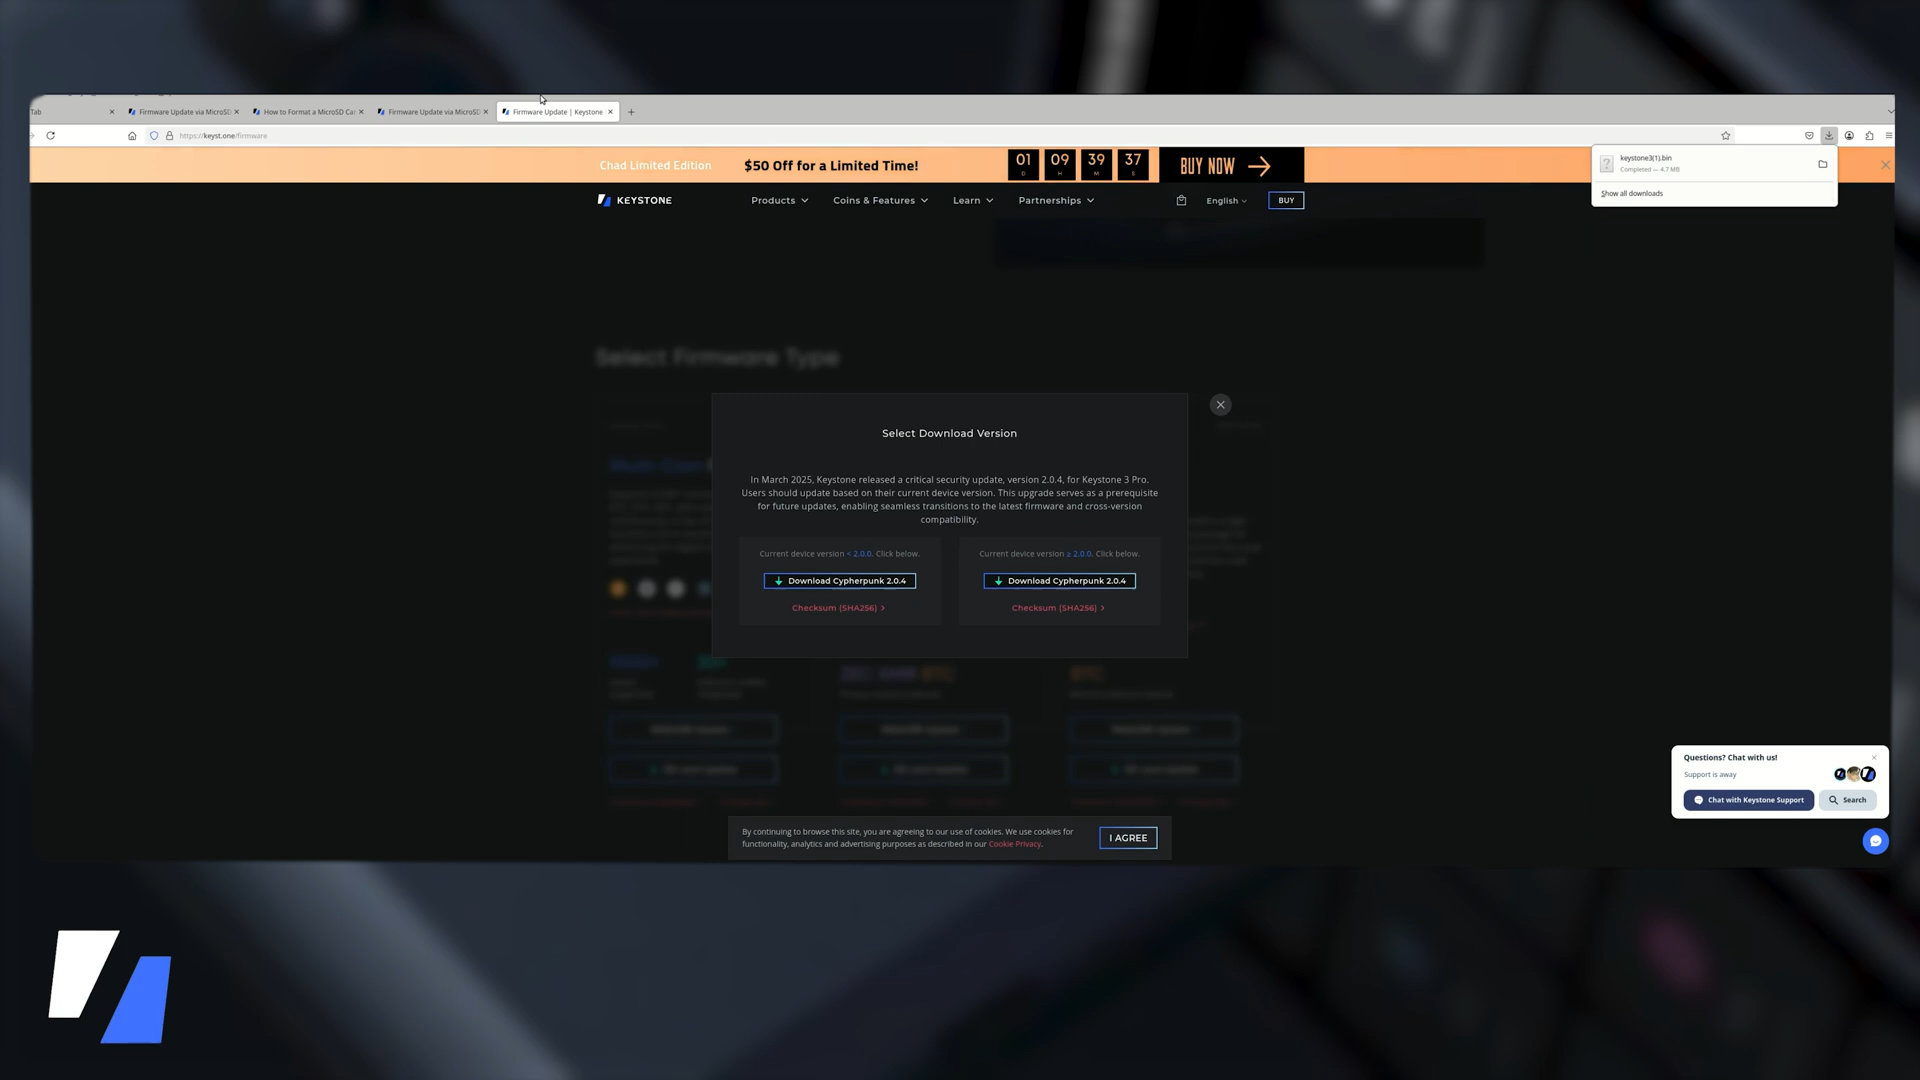 Tab
Firmware Update via MicroSD
How to Format a MicroSD Ca
Firmware Update via MicroSD
Firmware Update | Keystone
https://keyst.one/firmware
Chad Limited Edition
$50 Off for a Limited Time!
01 09 39 37
D H M S
BUY NOW
keystone3(1).bin
Completed — 4.7 MB
Show all downloads
KEYSTONE
Products
Coins & Features
Learn
Partnerships
English
BUY
Select Firmware Type
Select Download Version
In March 2025, Keystone released a critical security update, version 2.0.4, for Keystone 3 Pro.
Users should update based on their current device version. This upgrade serves as a prerequisite
for future updates, enabling seamless transitions to the latest firmware and cross-version
compatibility.
Current device version < 2.0.0. Click below.
Download Cypherpunk 2.0.4
Checksum (SHA256) >
Current device version ≥ 2.0.0. Click below.
Download Cypherpunk 2.0.4
Checksum (SHA256) >
ZEC XMR BTC
BTC
By continuing to browse this site, you are agreeing to our use of cookies. We use cookies for
functionality, analytics and advertising purposes as described in our Cookie Privacy.
I AGREE
Questions? Chat with us!
Support is away
Chat with Keystone Support
Search